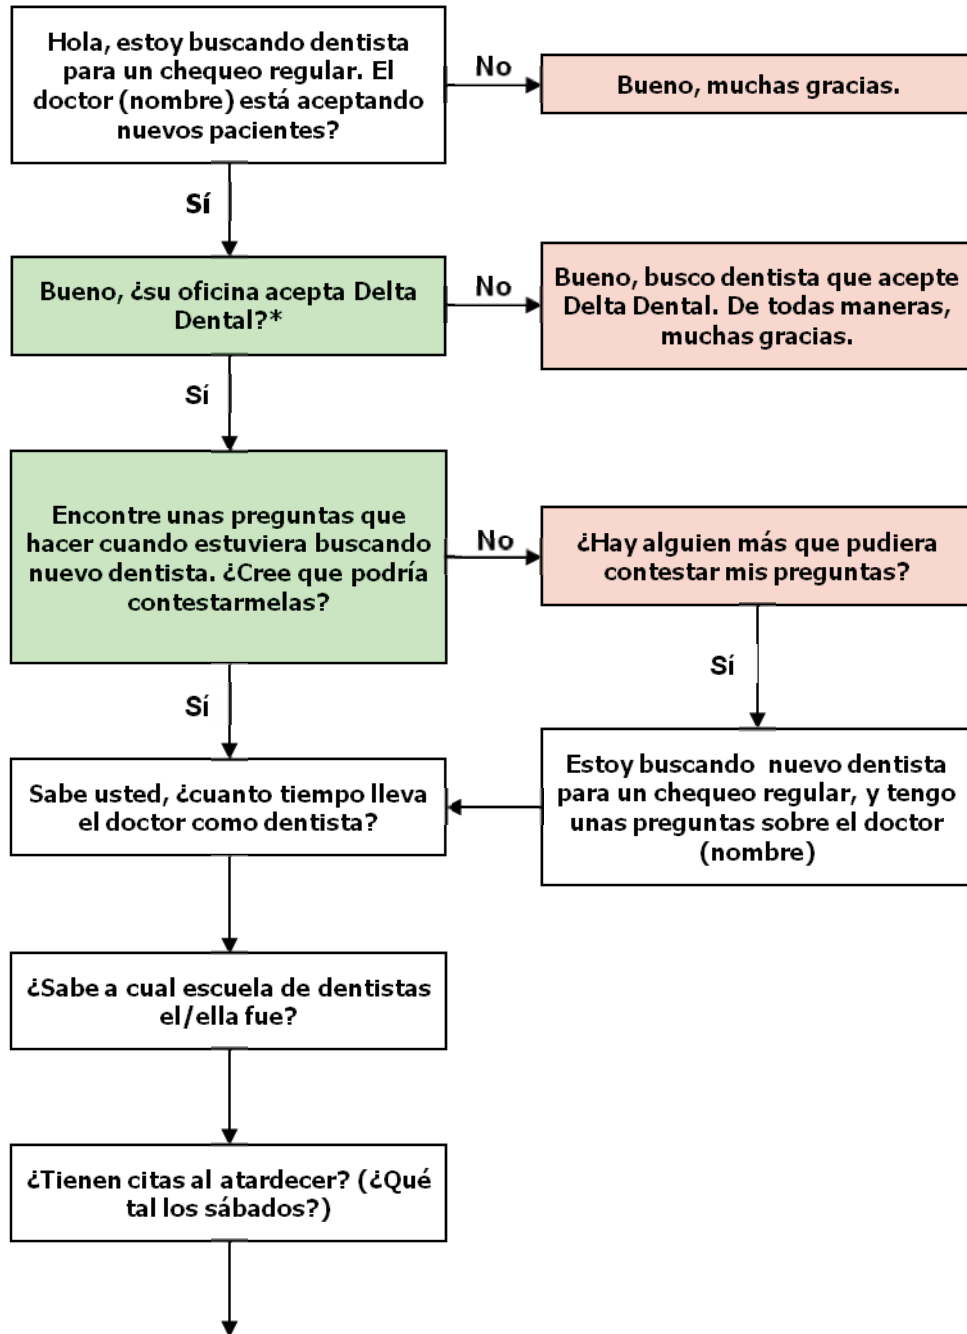 Hola, estoy buscando dentista
para un chequeo regular. El
doctor (nombre) está aceptando
nuevos pacientes?
No
Bueno, muchas gracias.
Sí
Bueno, ¿su oficina acepta Delta
Dental?*
No
Bueno, busco dentista que acepte
Delta Dental. De todas maneras,
muchas gracias.
Sí
Encontre unas preguntas que
hacer cuando estuviera buscando
nuevo dentista. ¿Cree que podría
contestarmelas?
No
¿Hay alguien más que pudiera
contestar mis preguntas?
Sí
Sí
Estoy buscando  nuevo dentista
para un chequeo regular, y tengo
unas preguntas sobre el doctor
(nombre)
Sabe usted, ¿cuanto tiempo lleva
el doctor como dentista?
¿Sabe a cual escuela de dentistas
el/ella fue?
¿Tienen citas al atardecer? (¿Qué
tal los sábados?)